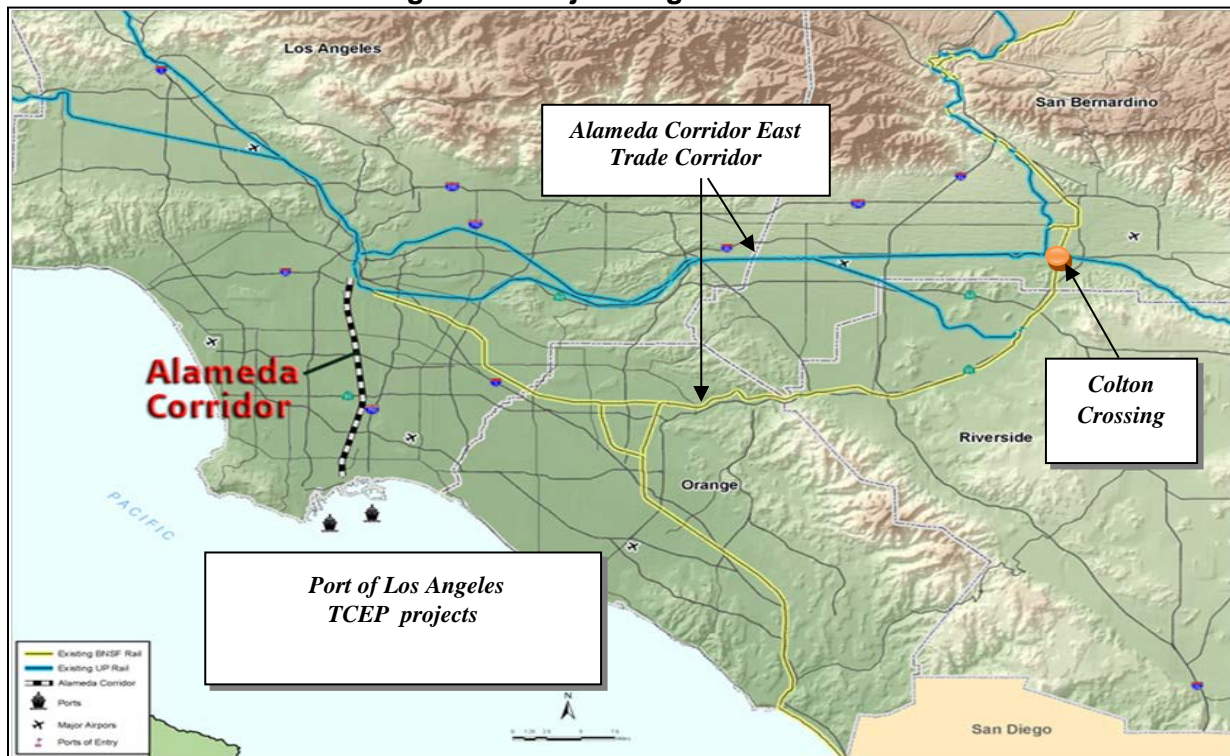 Los Angeles
San Bernardino
Alameda Corridor East
Trade Corridor
Alameda
Corridor
Colton
Crossing
Riverside
Orange
PACIFIC
Port of Los Angeles
TCEP projects
Existing BNSF Rail
Existing UP Rail
Alameda Corridor
Ports
Major Airpors
Ports of Entry
N
San Diego